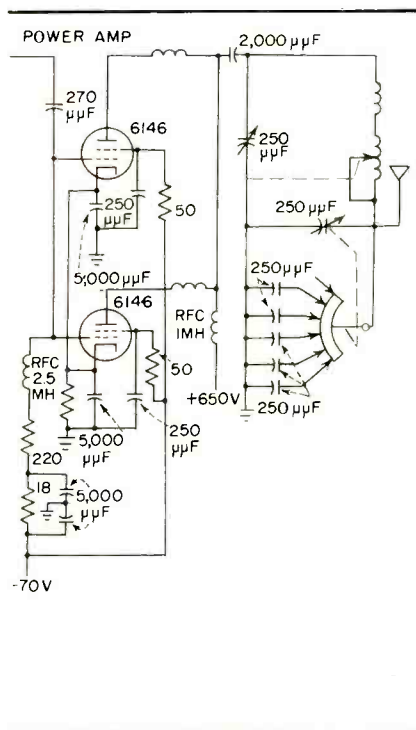 POWER AMP
2,000 µµF
270
µµF
6146
250
µµF
250
µµF
50
250 µµF
5,000 µµF
250µµF
6146
RFC
1MH
RFC
2.5
MH
50
+650V
250 µµF
5,000
µµF
250
µµF
220
18
5,000
µµF
-70V